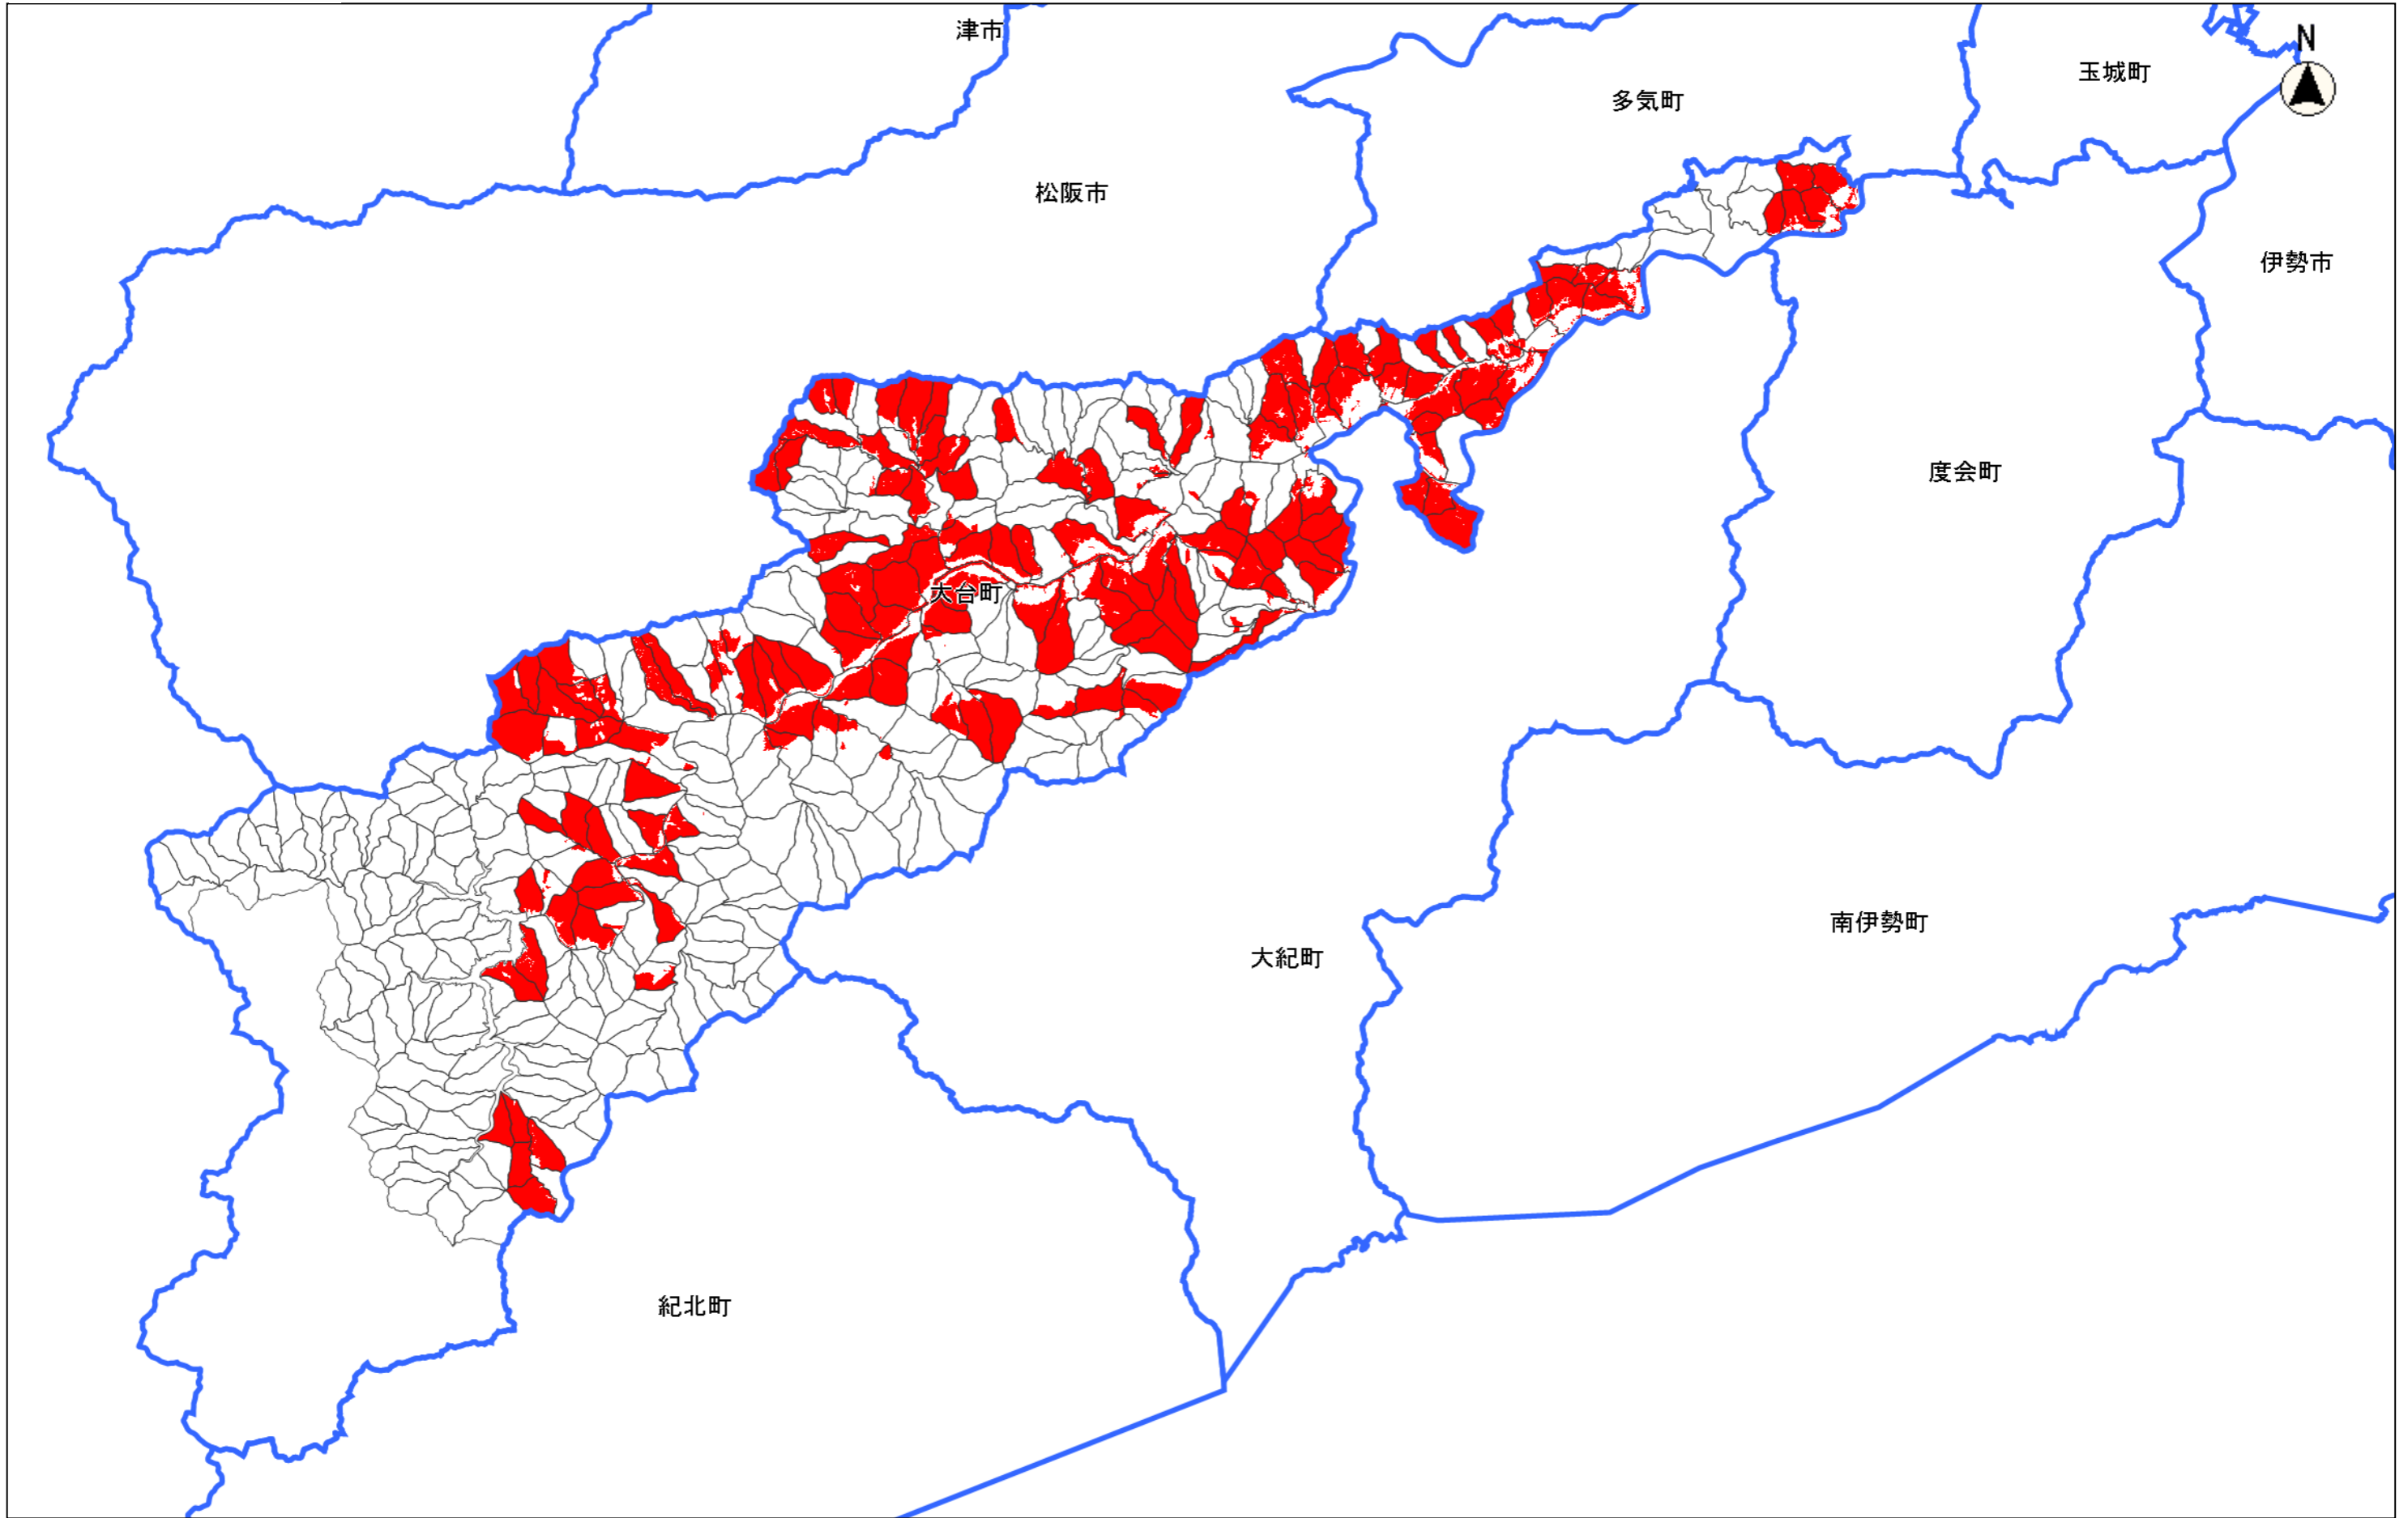 津市
N
玉城町
多気町
松阪市
伊勢市
度会町
大台町
南伊勢町
大紀町
紀北町